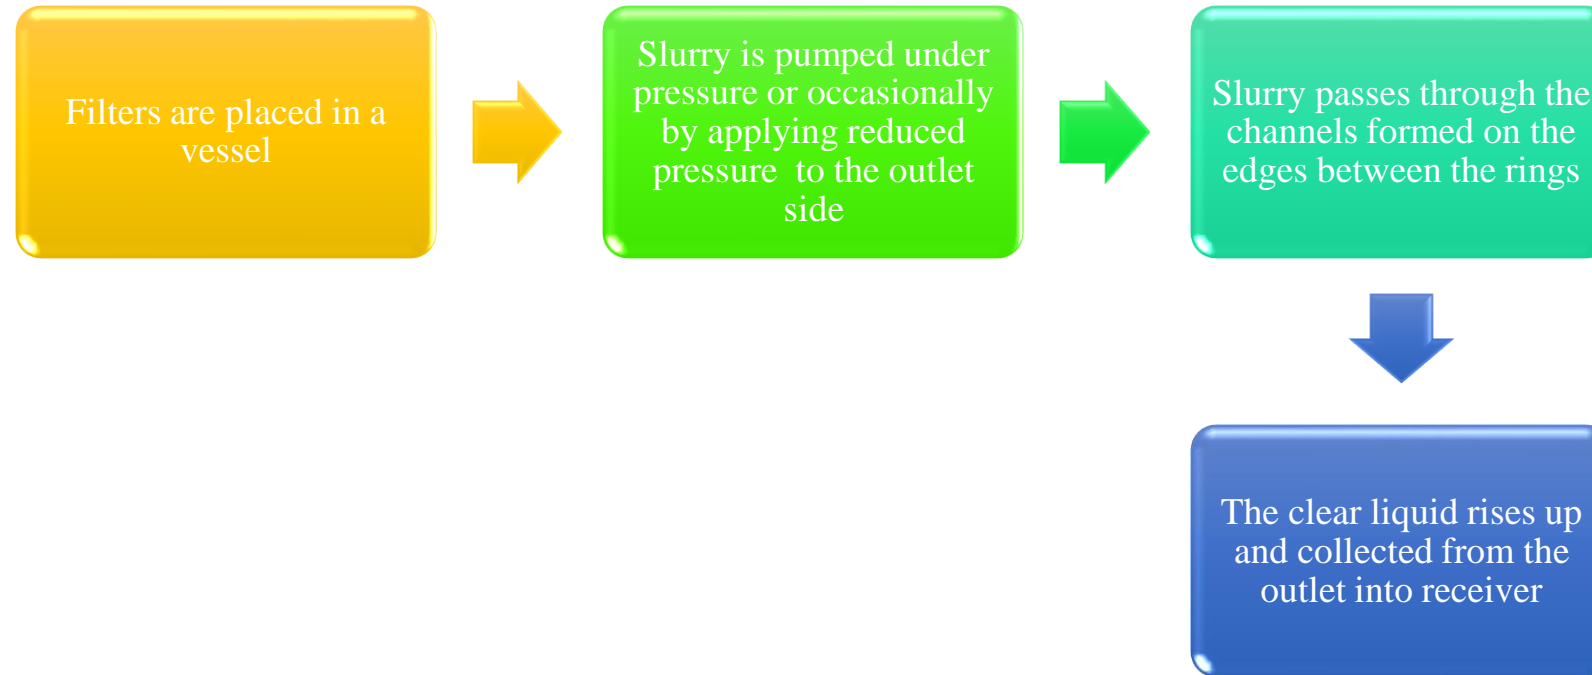 Filters are placed in a
vessel
Slurry is pumped under
pressure or occasionally
by applying reduced
pressure to the outlet
side
Slurry passes through the
channels formed on the
edges between the rings
The clear liquid rises up
and collected from the
outlet into receiver